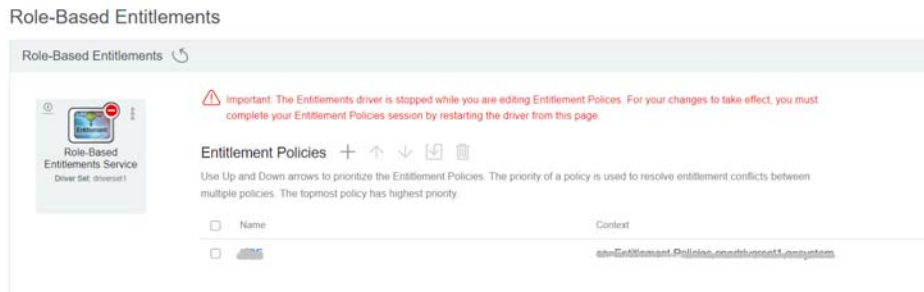 Role-Based Entitlements
Role-Based Entitlements
Important: The Entitlements driver is stopped while you are editing Entitlement Polices. For your changes to take effect, you must
complete your Entitlement Policies session by restarting the driver from this page.
Entitlement
Role-Based
Entitlements Service
Driver Set: driverset1
Entitlement Policies
Use Up and Down arrows to prioritize the Entitlement Policies. The priority of a policy is used to resolve entitlement conflicts between
multiple policies. The topmost policy has highest priority.
Name Context